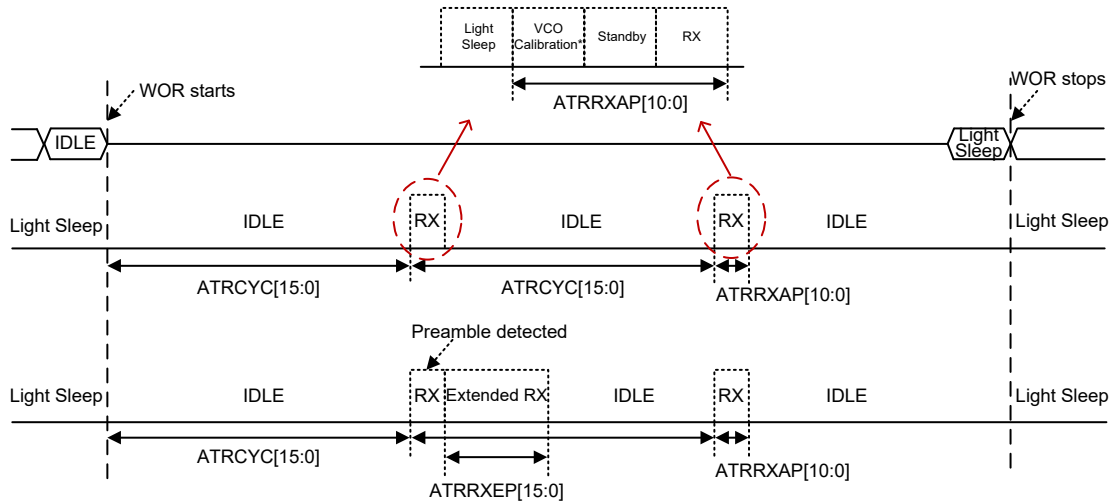 Light
Sleep
VCO
Calibration*
Standby
RX
ATRRXAP[10:0]
WOR starts
WOR stops
IDLE
Light
Sleep
Light Sleep
IDLE
RX
IDLE
RX
IDLE
Light Sleep
ATRCYC[15:0]
ATRCYC[15:0]
ATRRXAP[10:0]
Preamble detected
Light Sleep
IDLE
RX
Extended RX
IDLE
RX
IDLE
Light Sleep
ATRCYC[15:0]
ATRRXEP[15:0]
ATRRXAP[10:0]